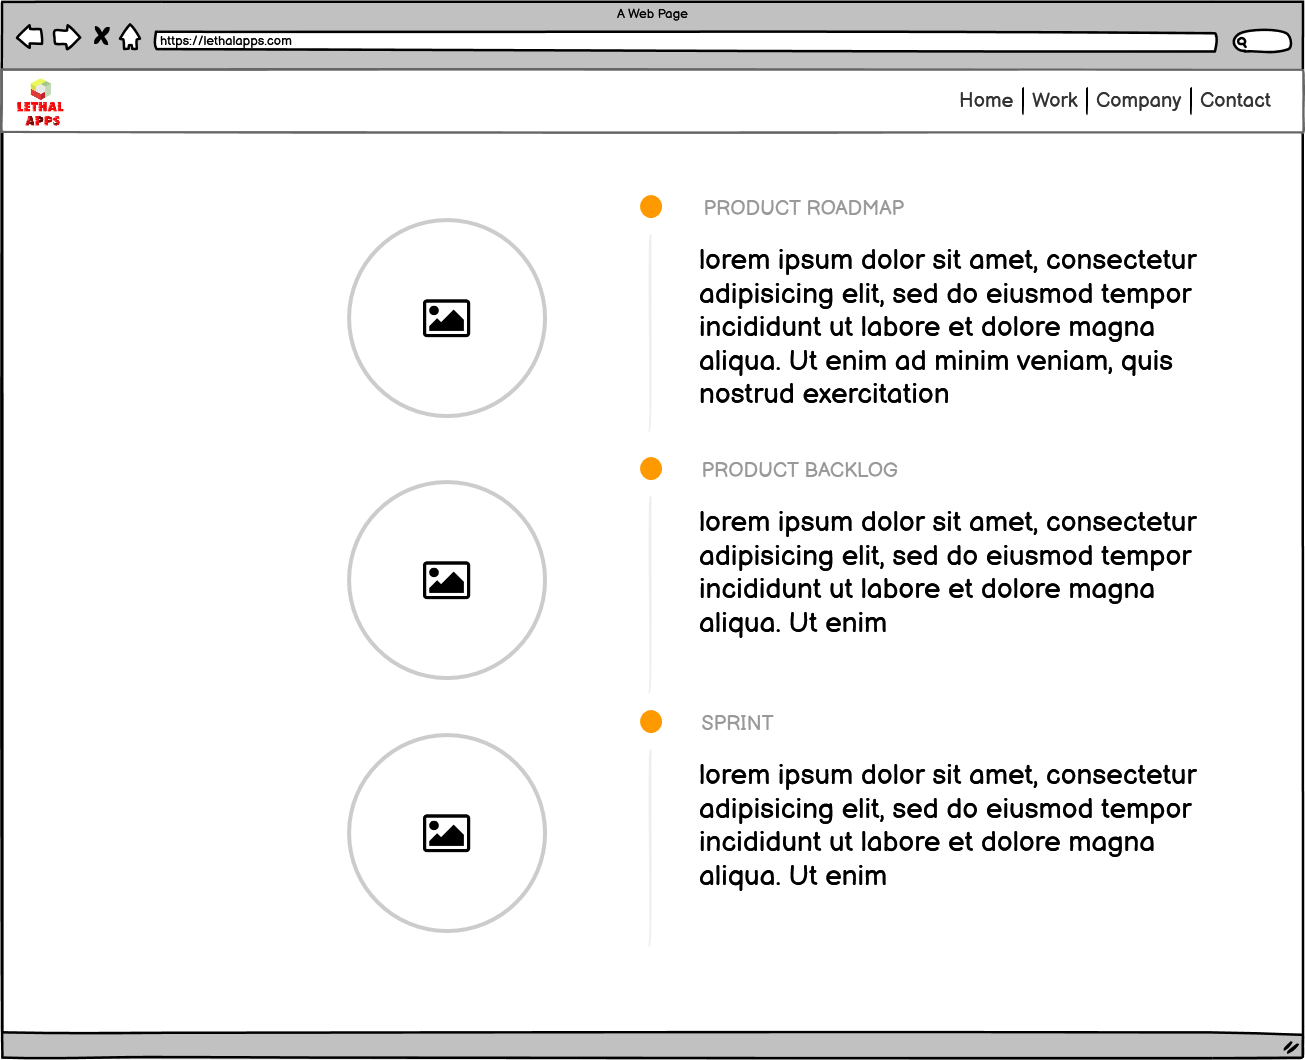 A Web Page
https://lethalapps.com
LETHAL
APPS
Home
Work
Company
Contact
PRODUCT ROADMAP
lorem ipsum dolor sit amet, consectetur
adipisicing elit, sed do eiusmod tempor
incididunt ut labore et dolore magna
aliqua. Ut enim ad minim veniam, quis
nostrud exercitation
PRODUCT BACKLOG
lorem ipsum dolor sit amet, consectetur
adipisicing elit, sed do eiusmod tempor
incididunt ut labore et dolore magna
aliqua. Ut enim
SPRINT
lorem ipsum dolor sit amet, consectetur
adipisicing elit, sed do eiusmod tempor
incididunt ut labore et dolore magna
aliqua. Ut enim